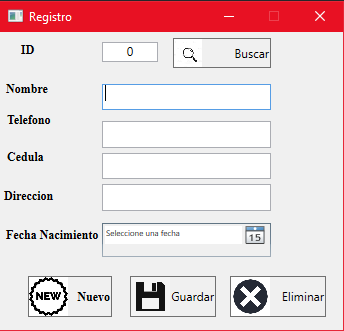 Registro
ID 0 Buscar
Nombre
Telefono
Cedula
Direccion
Fecha Nacimiento Seleccione una fecha 15
NEW Nuevo Guardar Eliminar